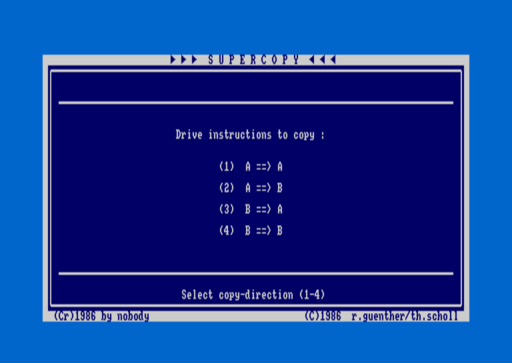 ►►► SUPERCOPY ◄◄◄
Drive instructions to copy :
(1) A ==> A
(2) A ==> B
(3) B ==> A
(4) B ==> B
Select copy-direction (1-4)
(Cr)1986 by nobody (C)1986 r.guenther/th.scholl